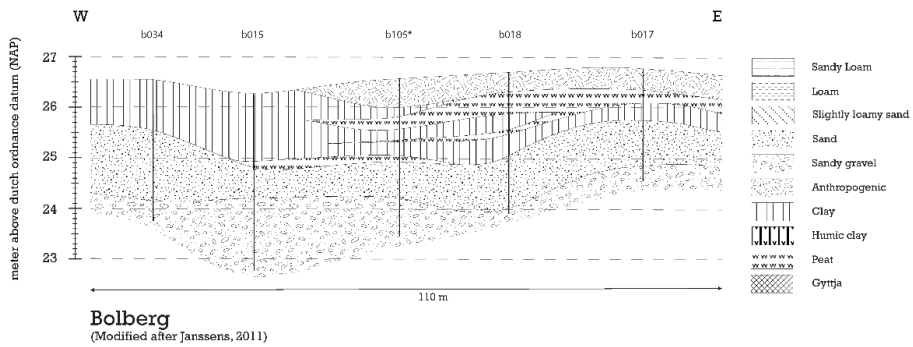 W E
b034 b015 b105* b018 b017
meter above dutch ordnance datum (NAP)
27
26
25
24
23
110 m
Sandy Loam
Loam
Slightly loamy sand
Sand
Sandy gravel
Anthropogenic
Clay
Humic clay
Peat
Gyttja
Bolberg
(Modified after Janssens, 2011)